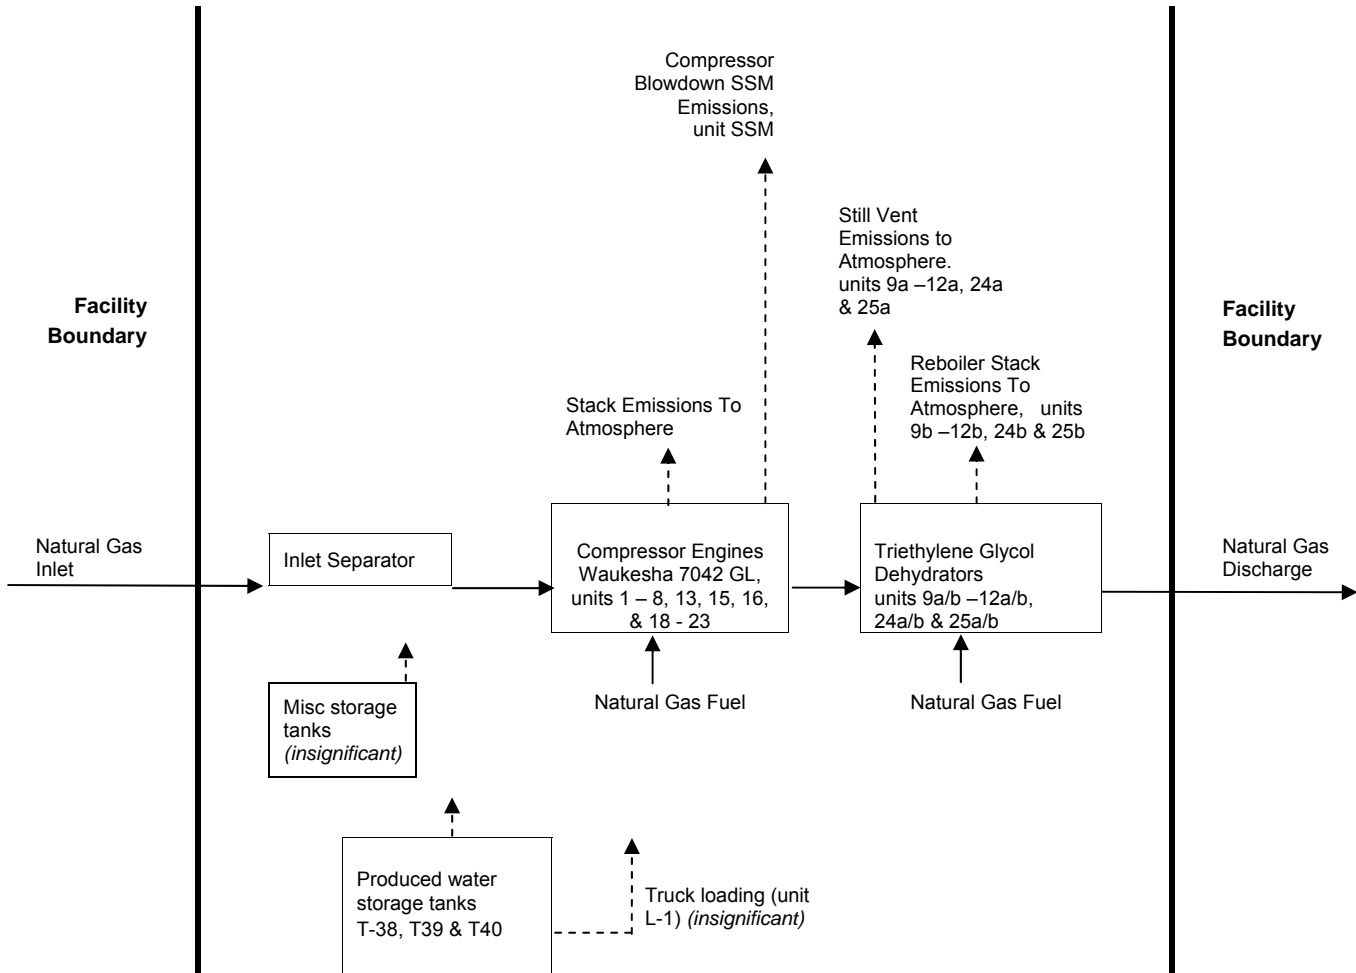 Compressor
Blowdown SSM
Emissions,
unit SSM
Still Vent
Emissions to
Atmosphere.
units 9a –12a, 24a
& 25a
Facility
Boundary
Facility
Boundary
Reboiler Stack
Emissions To
Atmosphere, units
9b –12b, 24b & 25b
Stack Emissions To
Atmosphere
Natural Gas
Inlet
Inlet Separator
Compressor Engines
Waukesha 7042 GL,
units 1 – 8, 13, 15, 16,
& 18 - 23
Triethylene Glycol
Dehydrators
units 9a/b –12a/b,
24a/b & 25a/b
Natural Gas
Discharge
Natural Gas Fuel
Natural Gas Fuel
Misc storage
tanks
(insignificant)
Produced water
storage tanks
T-38, T39 & T40
Truck loading (unit
L-1) (insignificant)